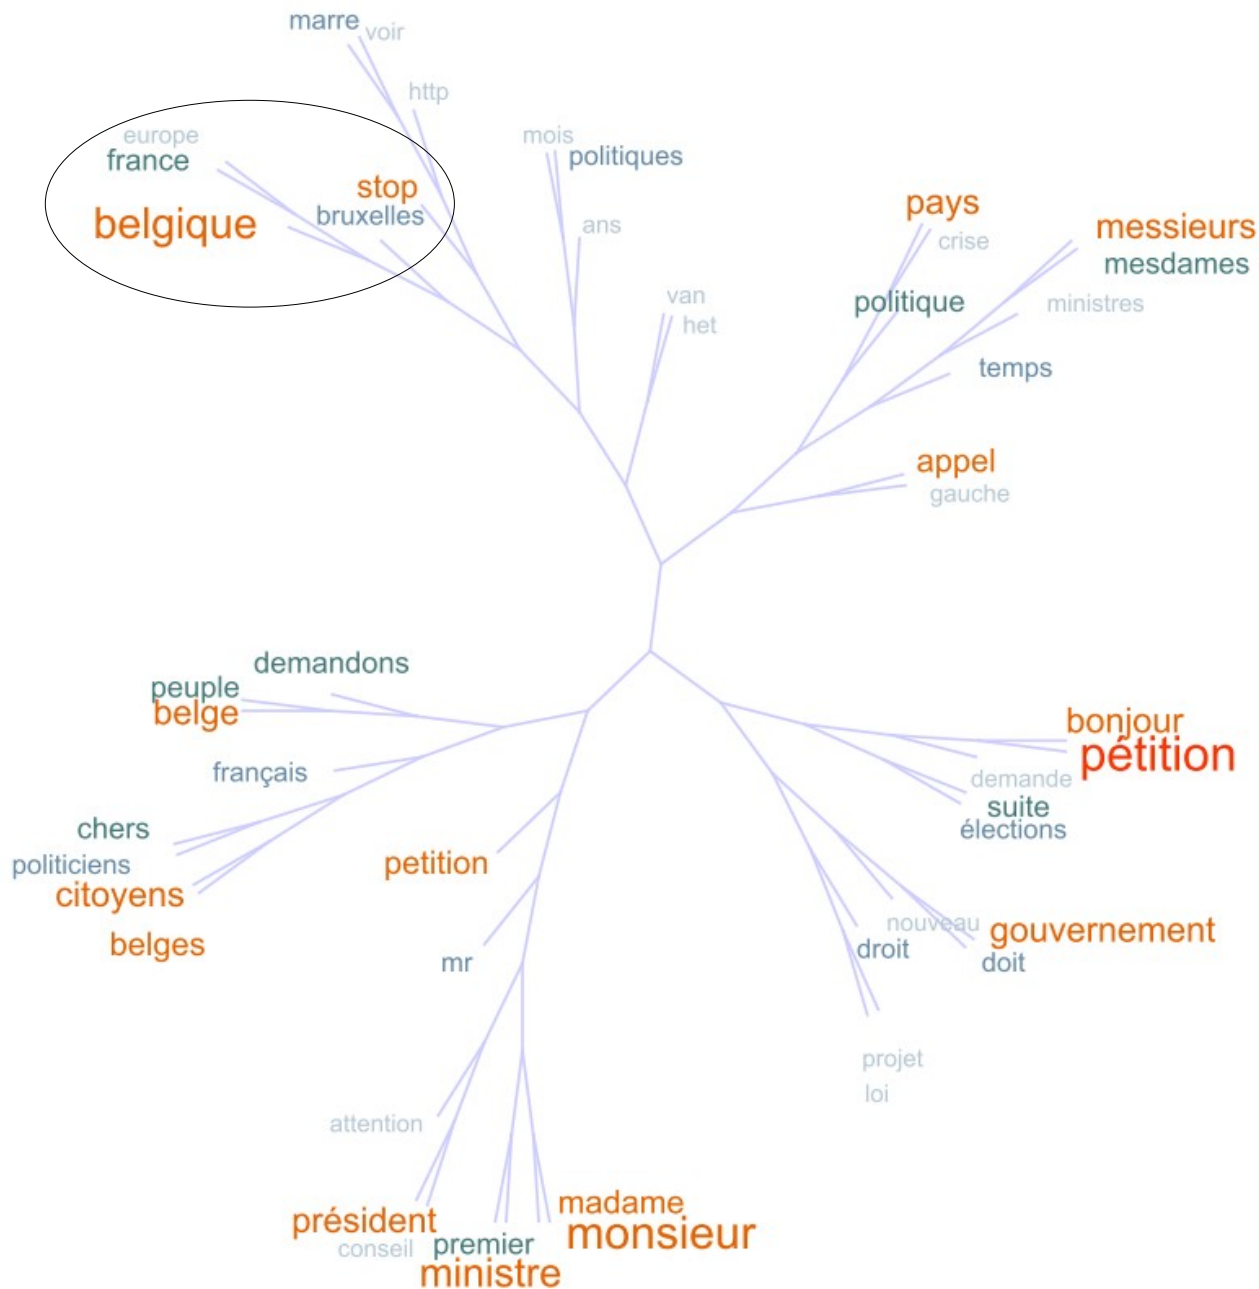 marre
voir
http
europe
france
stop
bruxelles
belgique
mois
politiques
ans
van
het
pays
crise
messieurs
mesdames
politique
ministres
temps
appel
gauche
demandons
peuple
belge
français
chers
politiciens
citoyens
belges
petition
mr
bonjour
pétition
demande
suite
élections
nouveau
gouvernement
droit
doit
projet
loi
attention
président
conseil
premier
ministre
madame
monsieur